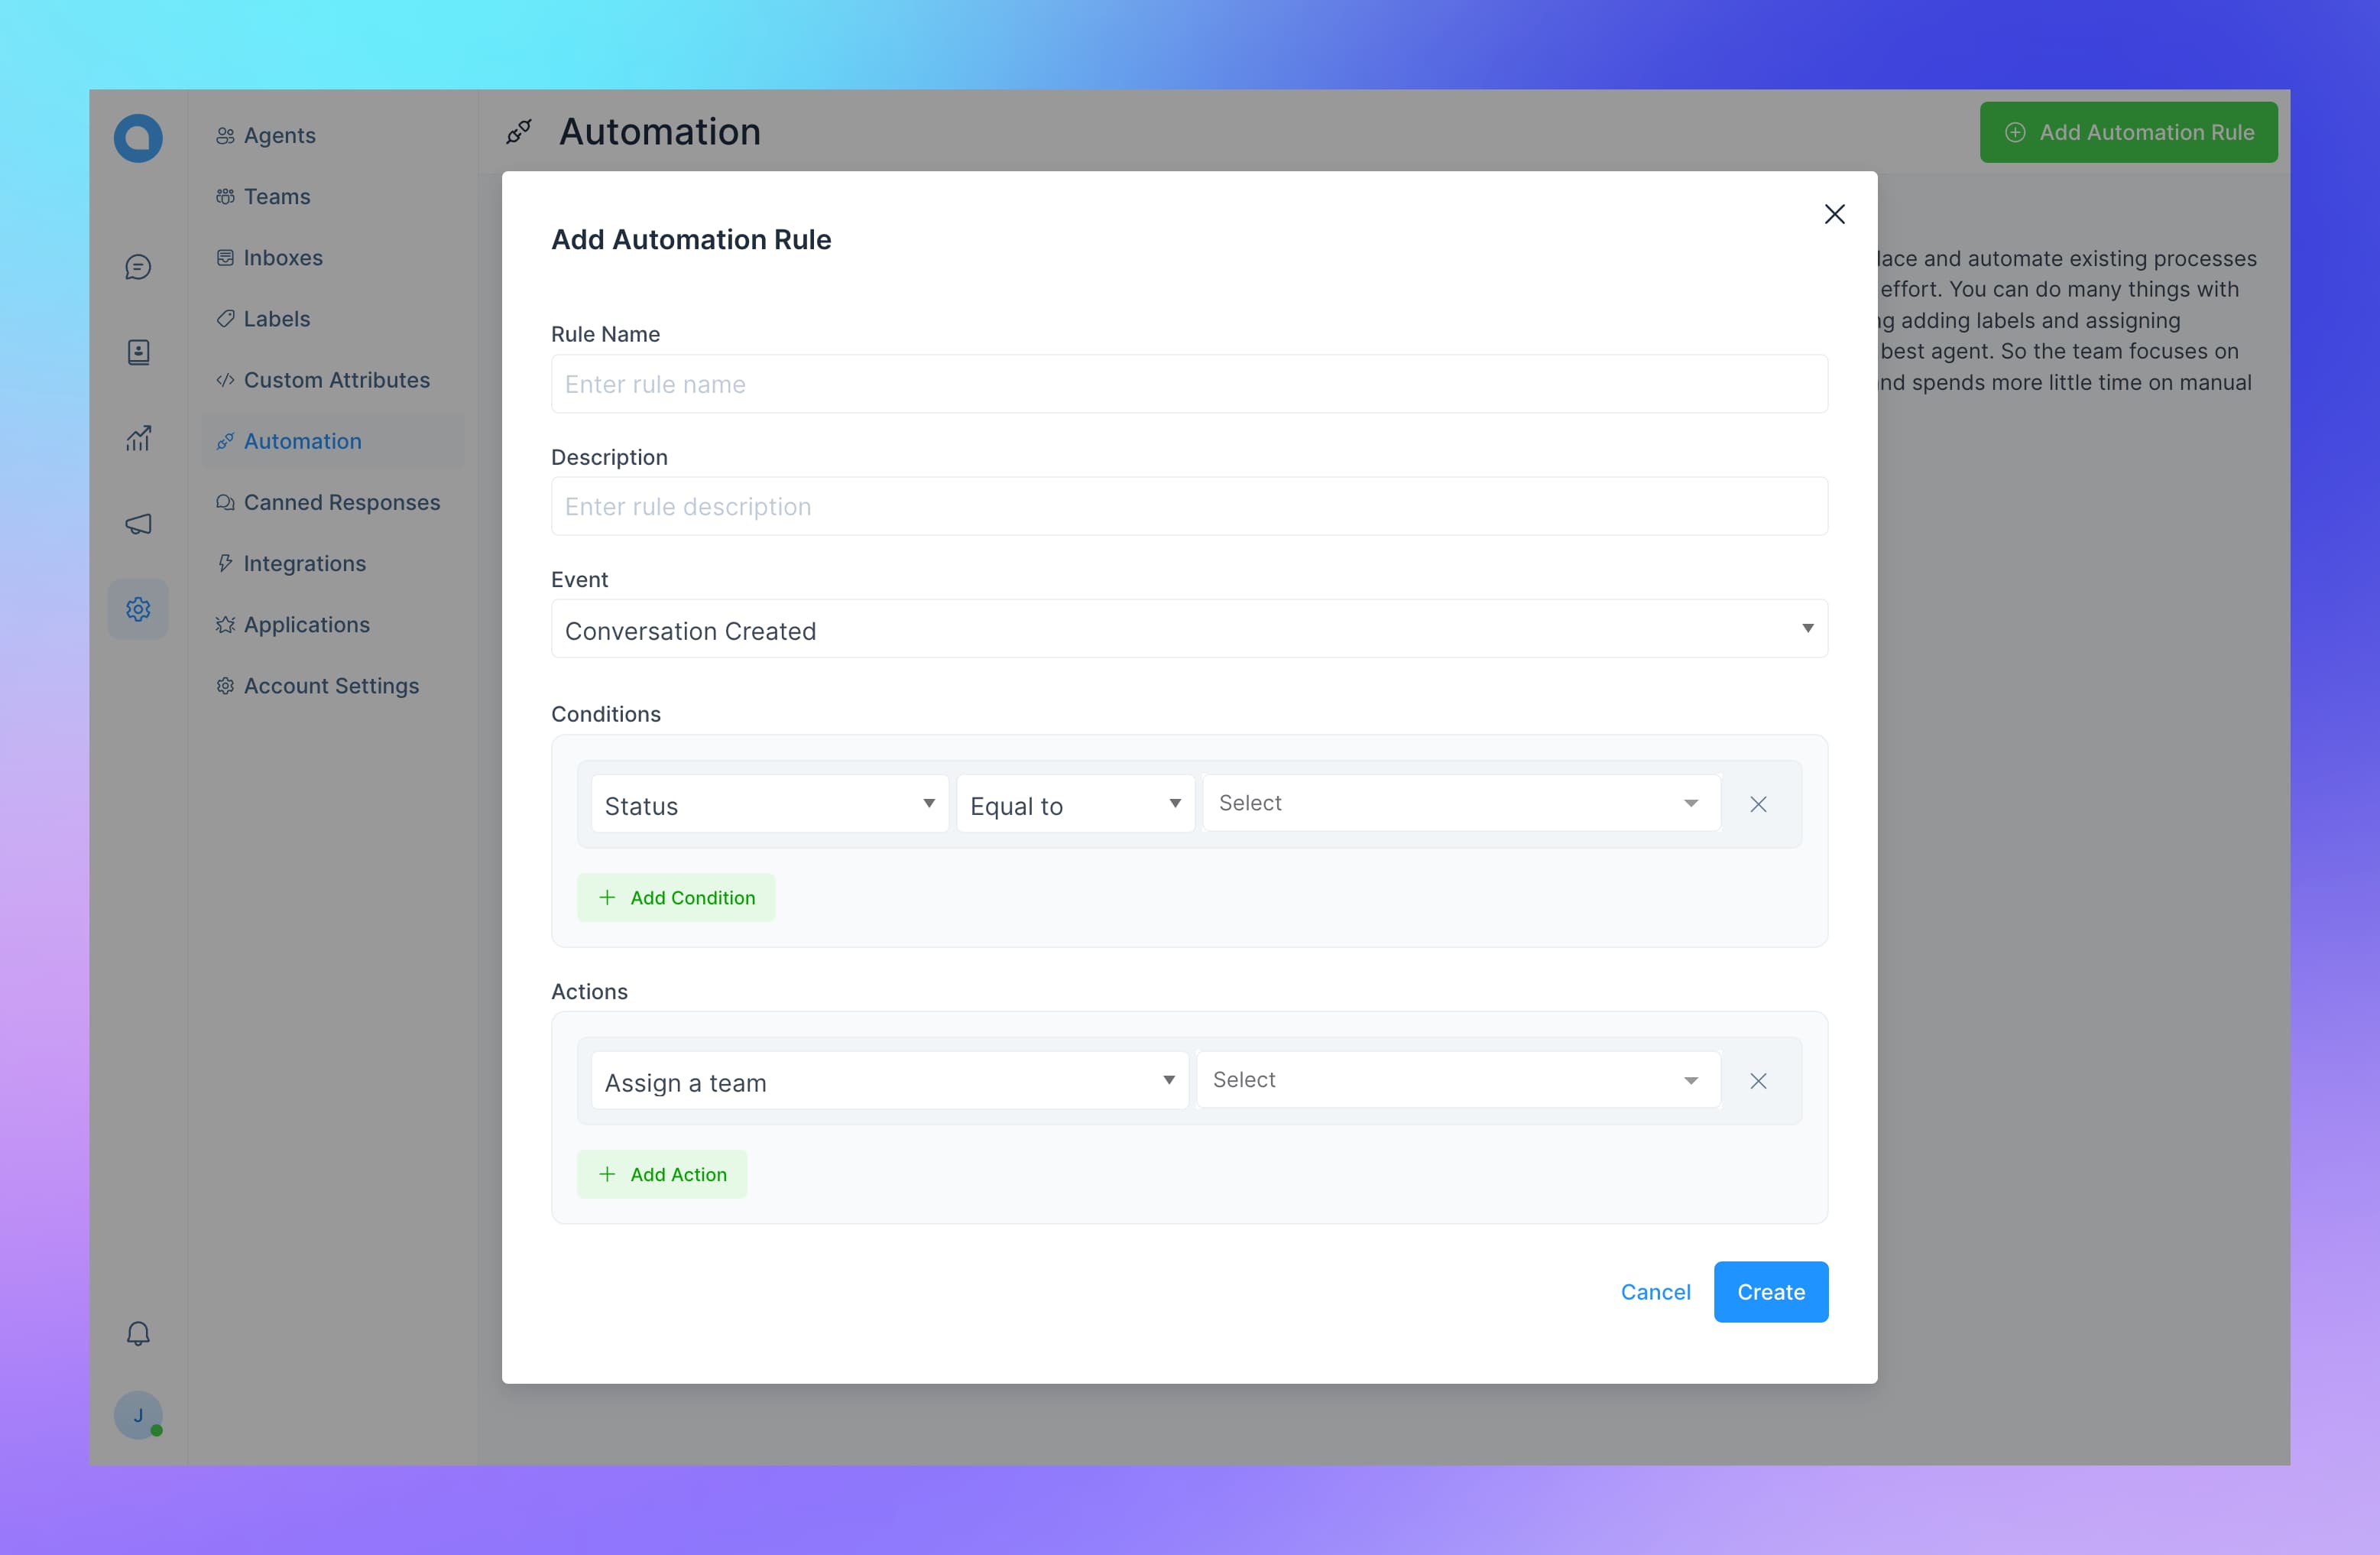 Agents
Teams
Inboxes
Labels
Custom Attributes
Automation
Canned Responses
Integrations
Applications
Account Settings
J
Automation
Add Automation Rule
and automate existing processes
effort. You can do many things with
adding labels and assigning
best agent. So the team focuses on
spends more little time on manual
Add Automation Rule
Rule Name
Enter rule name
Description
Enter rule description
Event
Conversation Created
Conditions
Status
Equal to
Select
Add Condition
Actions
Assign a team
Select
Add Action
Cancel
Create